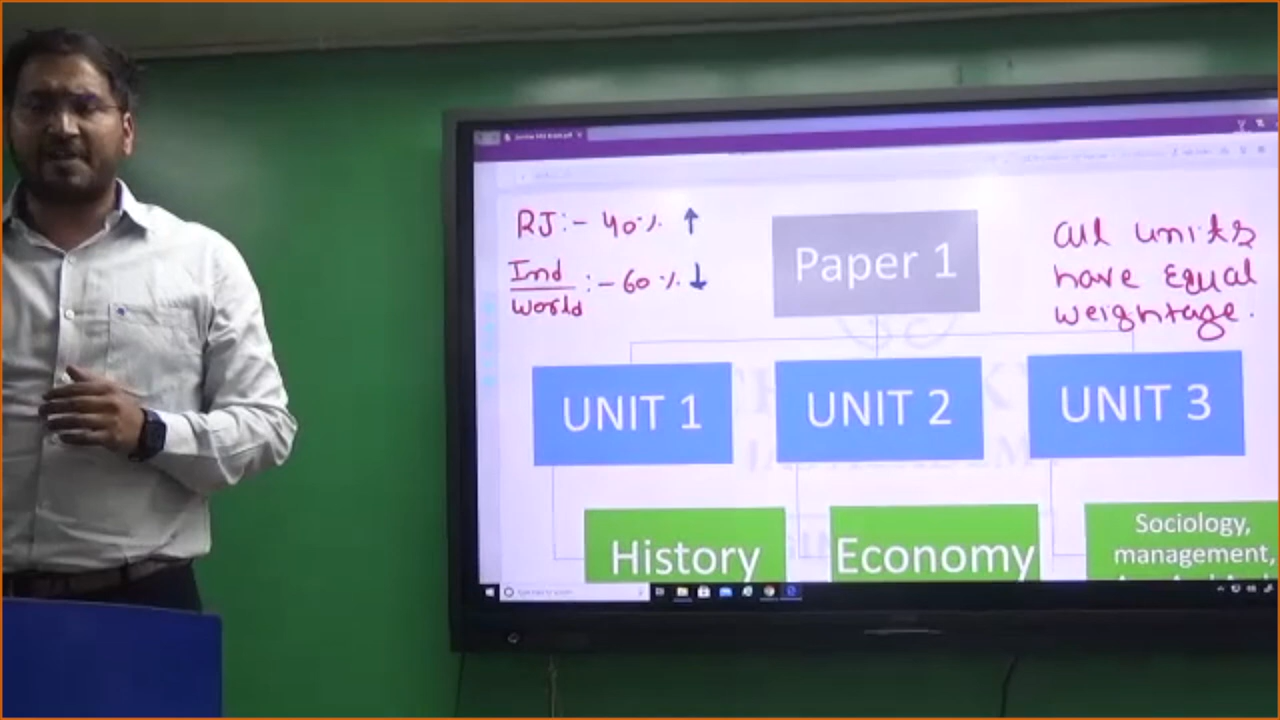 RJ:- 40% ↑
Ind
world
:- 60% ↓
Paper 1
all units
have Equal
weightage.
UNIT 1
UNIT 2
UNIT 3
History
Economy
Sociology,
management,